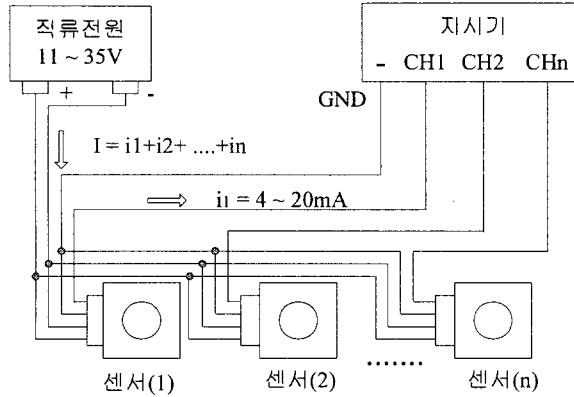 직류전원
11 ~ 35V
+ -
지시기
- CH1 CH2 CHn
GND
I = i1+i2+ ....+in
i1 = 4 ~ 20mA
.......
센서(1) 센서(2) 센서(n)